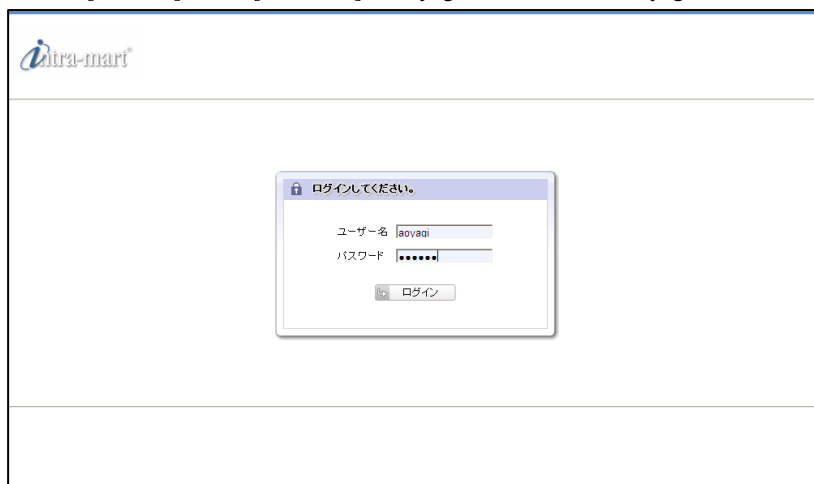 intra-mart®
ログインしてください。
ユーザー名 aoyagi
パスワード ••••••
ログイン